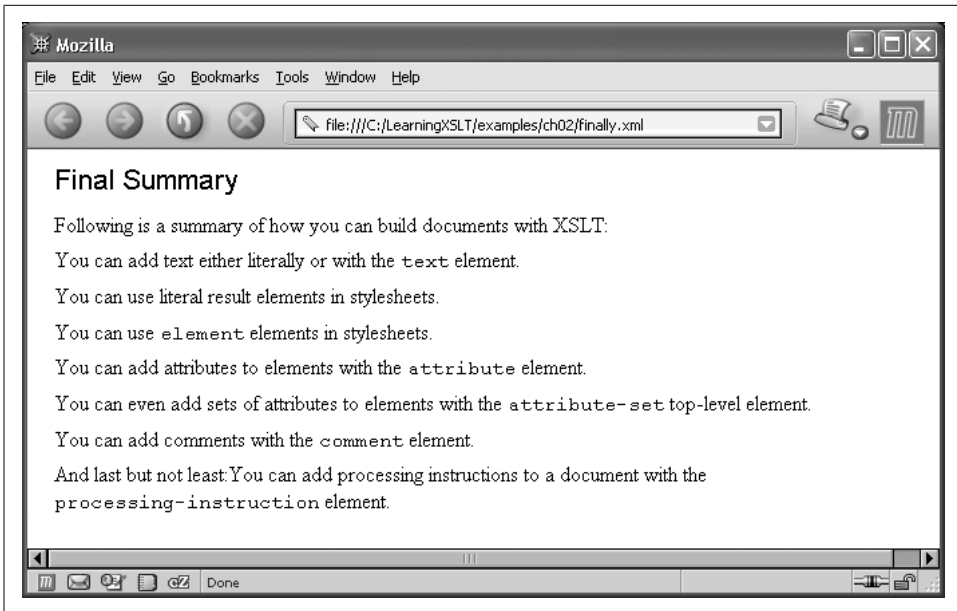 Mozilla
File Edit View Go Bookmarks Tools Window Help
file:///C:/LearningXSLT/examples/ch02/finally.xml
Final Summary
Following is a summary of how you can build documents with XSLT:
You can add text either literally or with the text element.
You can use literal result elements in stylesheets.
You can use element elements in stylesheets.
You can add attributes to elements with the attribute element.
You can even add sets of attributes to elements with the attribute-set top-level element.
You can add comments with the comment element.
And last but not least:You can add processing instructions to a document with the
processing-instruction element.
Done